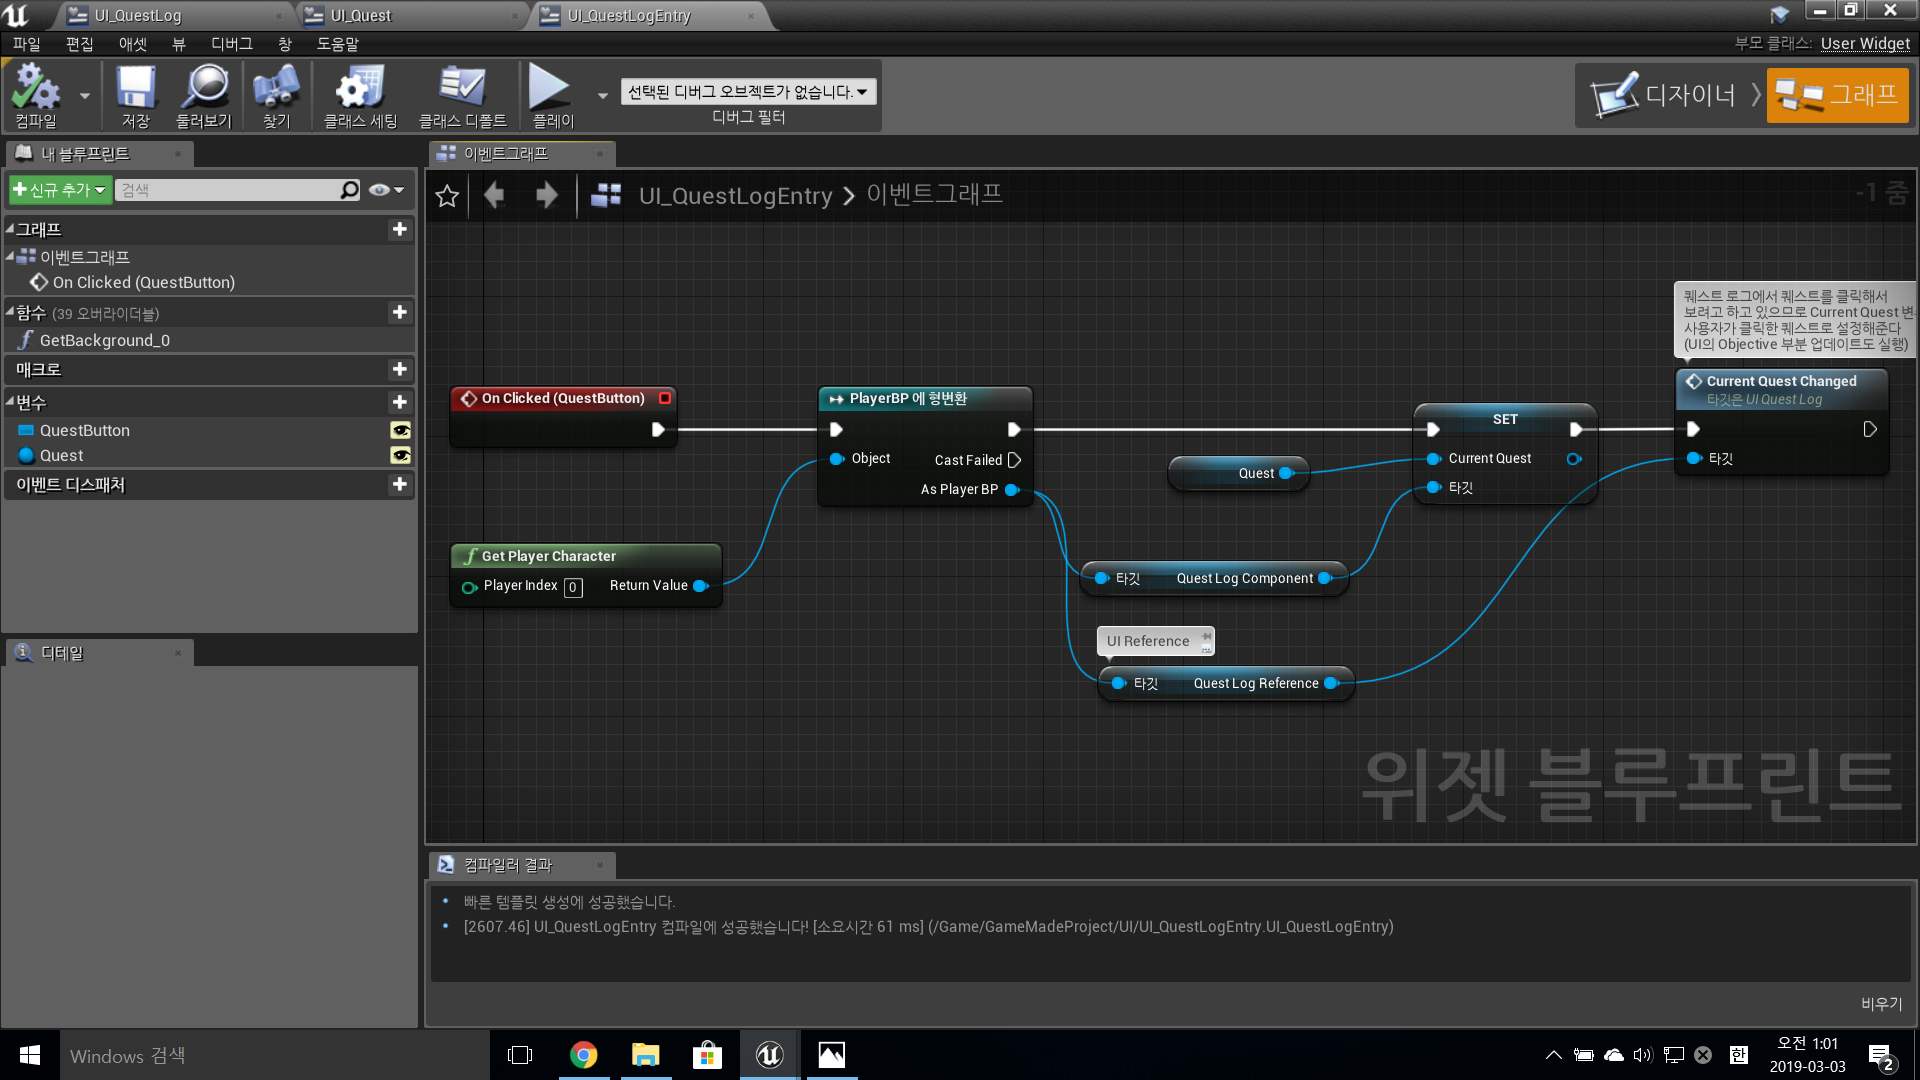 UI_QuestLog
UI_Quest
UI_QuestLogEntry
파일 편집 애셋 뷰 디버그 창 도움말
부모 클래스: User Widget
컴파일
저장
둘러보기
찾기
클래스 세팅
클래스 디폴트
플레이
선택된 디버그 오브젝트가 없습니다.
디버그 필터
디자이너
그래프
내 블루프린트
신규 추가
검색
그래프
이벤트그래프
On Clicked (QuestButton)
함수 (39 오버라이더블)
GetBackground_0
매크로
변수
QuestButton
Quest
이벤트 디스패처
디테일
이벤트그래프
UI_QuestLogEntry > 이벤트그래프
-1 줌
퀘스트 로그에서 퀘스트를 클릭해서
보려고 하고 있으므로 Current Quest
사용자가 클릭한 퀘스트로 설정해준다
(UI의 Objective 부분 업데이트도 실행)
On Clicked (QuestButton)
PlayerBP 에 형변환
Object
Cast Failed
As Player BP
Get Player Character
Player Index 0
Return Value
Quest
SET
Current Quest
타깃
Current Quest Changed
타깃은 UI Quest Log
타깃
타깃 Quest Log Component
UI Reference
타깃 Quest Log Reference
위젯 블루프린트
컴파일러 결과
빠른 템플릿 생성에 성공했습니다.
[2607.46] UI_QuestLogEntry 컴파일에 성공했습니다! [소요시간 61 ms] (/Game/GameMadeProject/UI/UI_QuestLogEntry.UI_QuestLogEntry)
비우기
Windows 검색
한
오전 1:01
2019-03-03
2